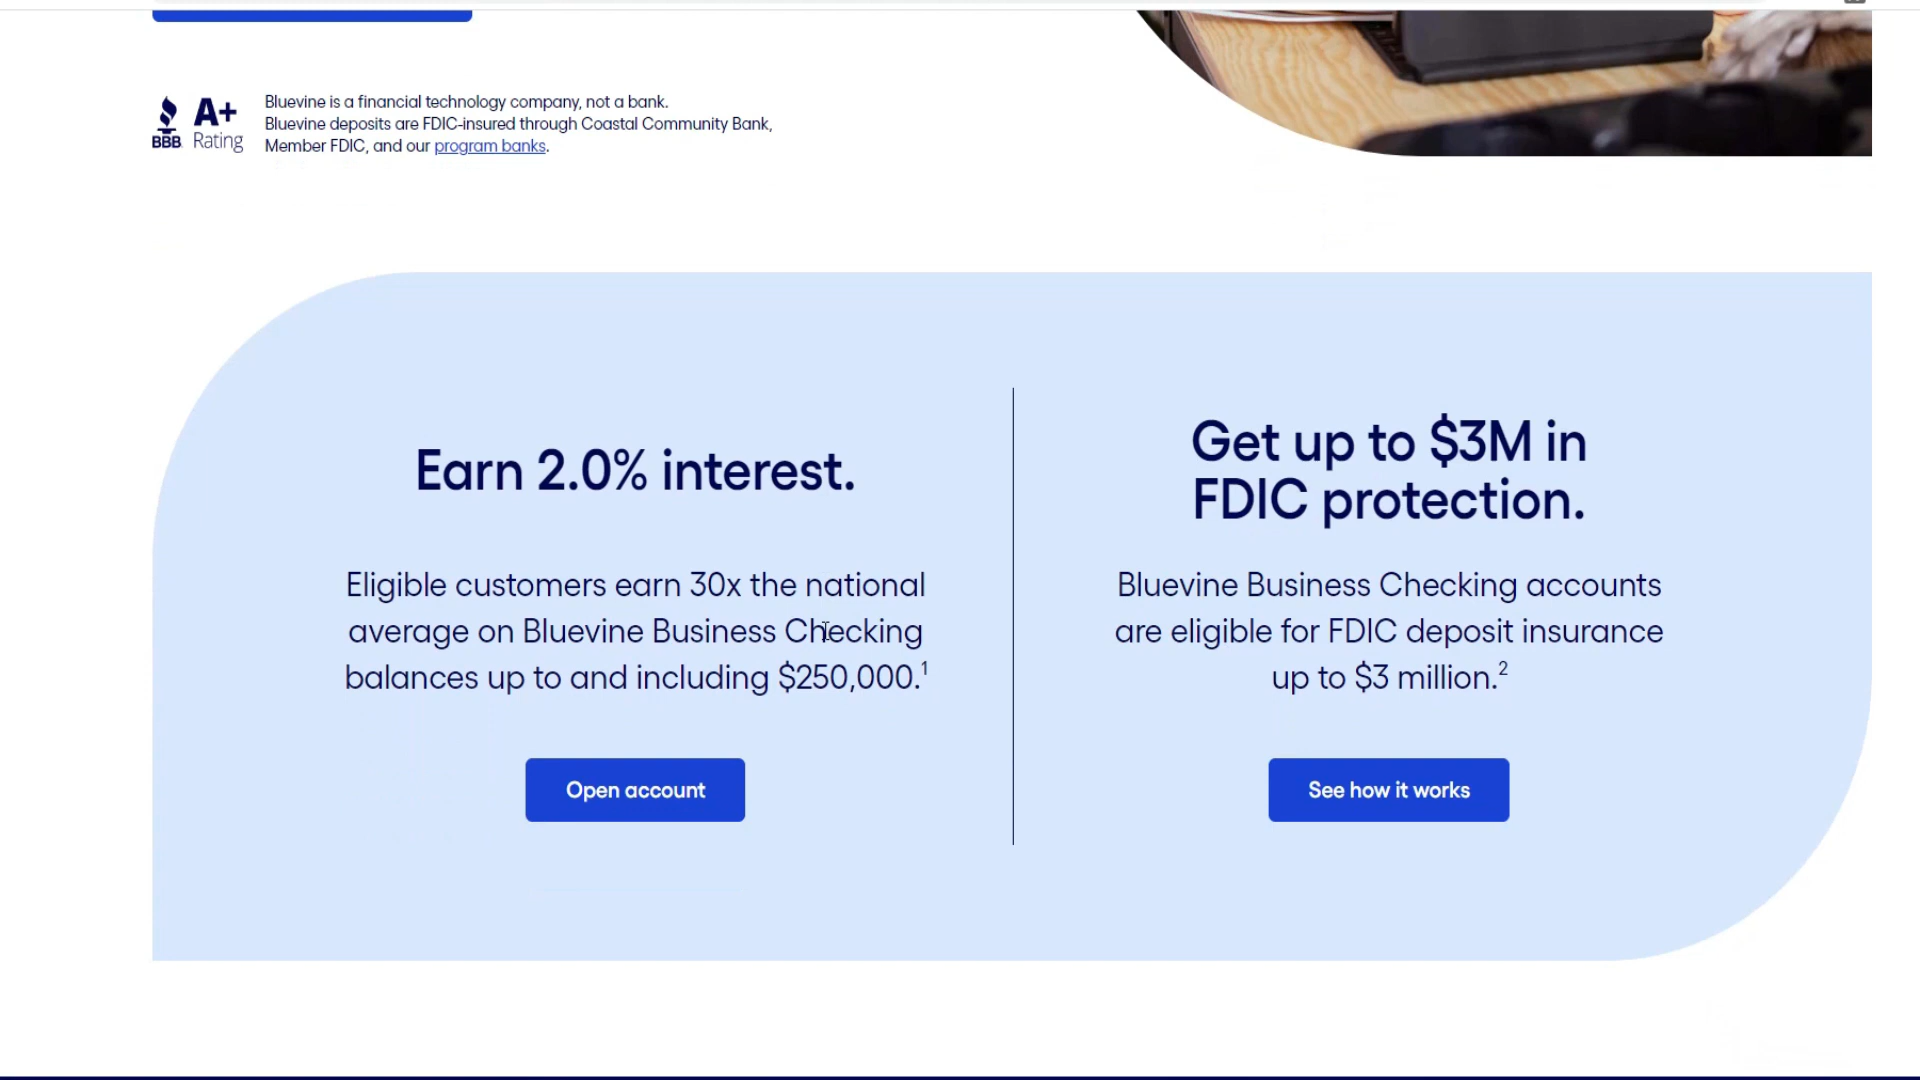 BBB
A+
Rating
Bluevine is a financial technology company, not a bank.
Bluevine deposits are FDIC-insured through Coastal Community Bank,
Member FDIC, and our program banks.
Earn 2.0% interest.
Eligible customers earn 30x the national
average on Bluevine Business Checking
balances up to and including $250,000.1
Open account
Get up to $3M in
FDIC protection.
Bluevine Business Checking accounts
are eligible for FDIC deposit insurance
up to $3 million.2
See how it works